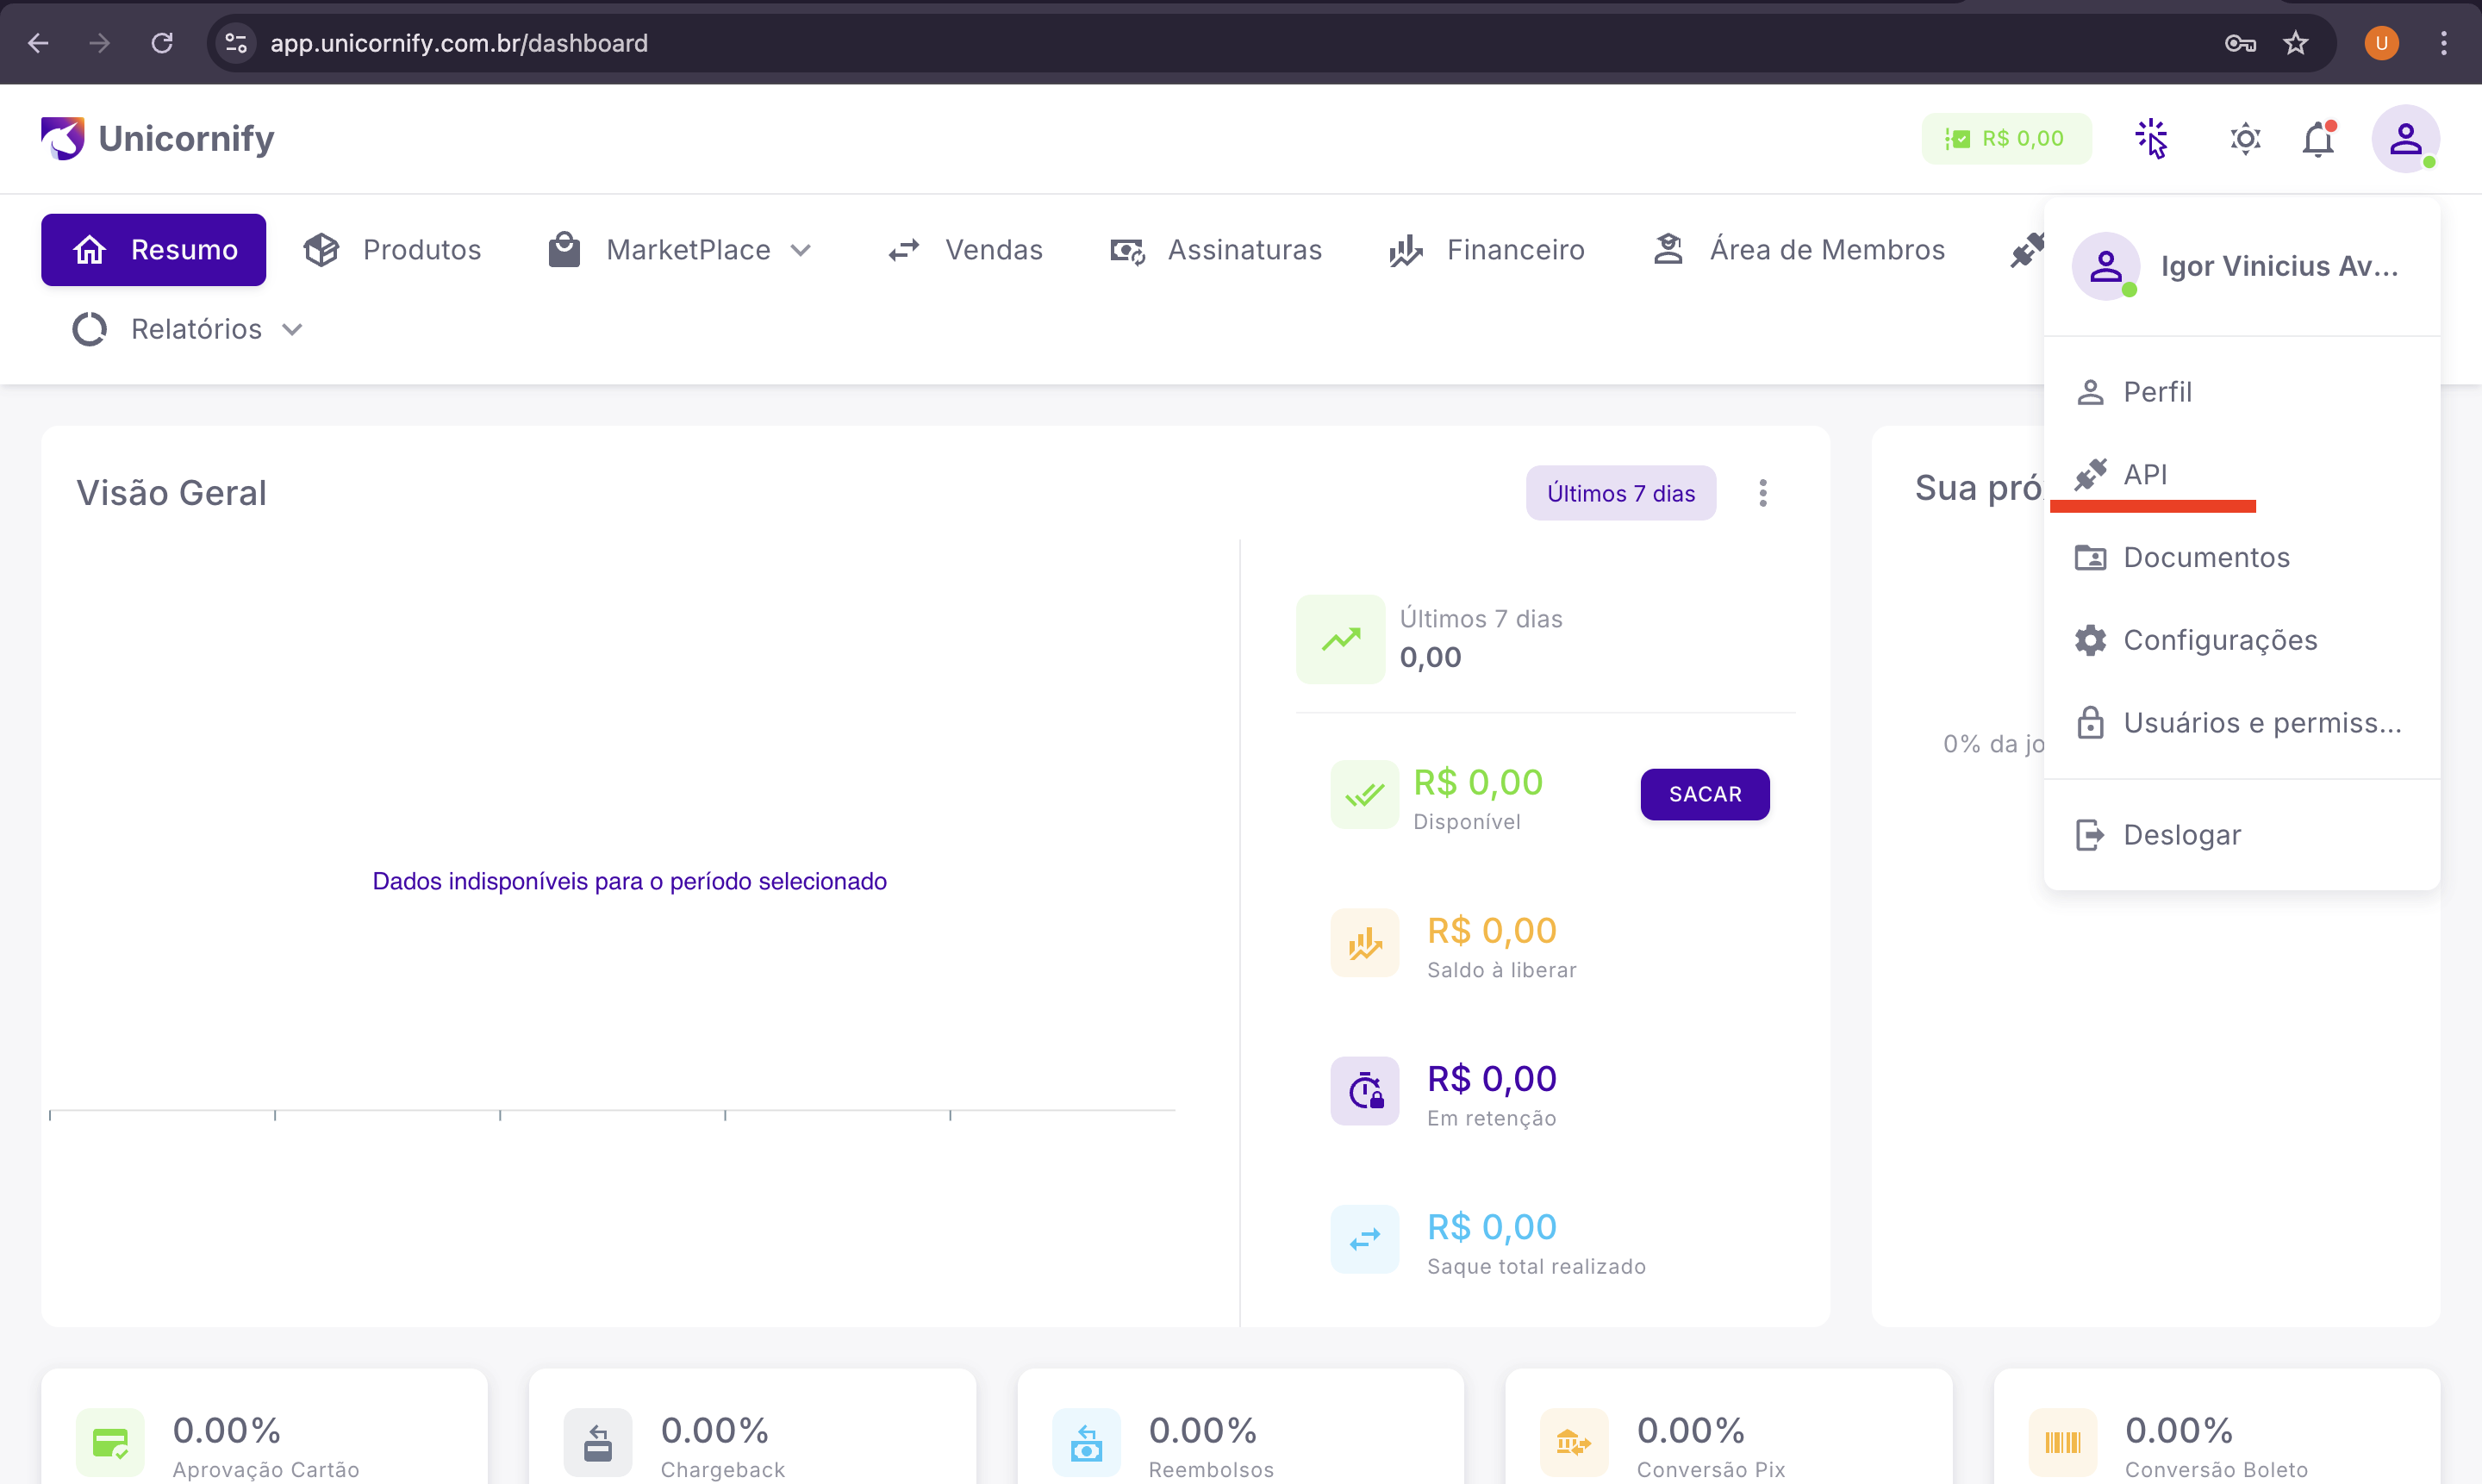 app.unicornify.com.br/dashboard
U
Unicornify
R$ 0,00
Resumo
Produtos
MarketPlace
Vendas
Assinaturas
Financeiro
Área de Membros
Relatórios
Igor Vinicius Av...
Perfil
API
Documentos
Configurações
Usuários e permiss...
Deslogar
Visão Geral
Últimos 7 dias
Dados indisponíveis para o período selecionado
Últimos 7 dias
0,00
R$ 0,00
Disponível
SACAR
R$ 0,00
Saldo à liberar
R$ 0,00
Em retenção
R$ 0,00
Saque total realizado
Sua pró
0% da jo
0.00%
Aprovação Cartão
0.00%
Chargeback
0.00%
Reembolsos
0.00%
Conversão Pix
0.00%
Conversão Boleto